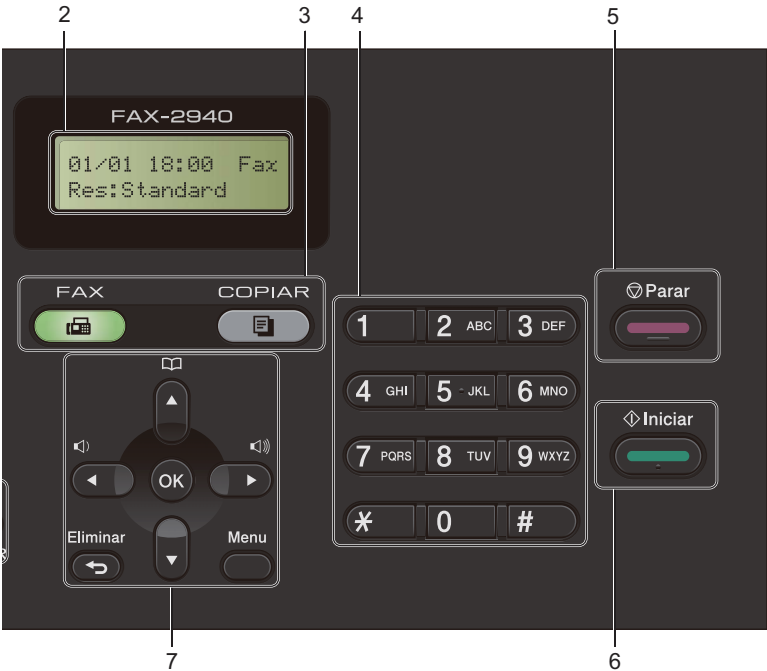 2 3 4 5
FAX-2940
01/01 18:00 Fax
Res:Standard
FAX COPIAR
Parar
1 2 ABC 3 DEF
4 GHI 5 JKL 6 MNO
Iniciar
7 PQRS 8 TUV 9 WXYZ
OK
* 0 #
Eliminar Menu
7 6